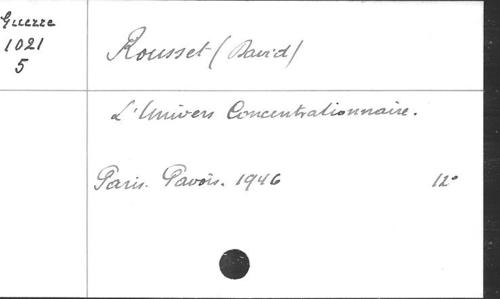 Guerre
1021
5
Rousset (David)
L'Univers Concentrationnaire.
Paris. Pavois. 1946 12°